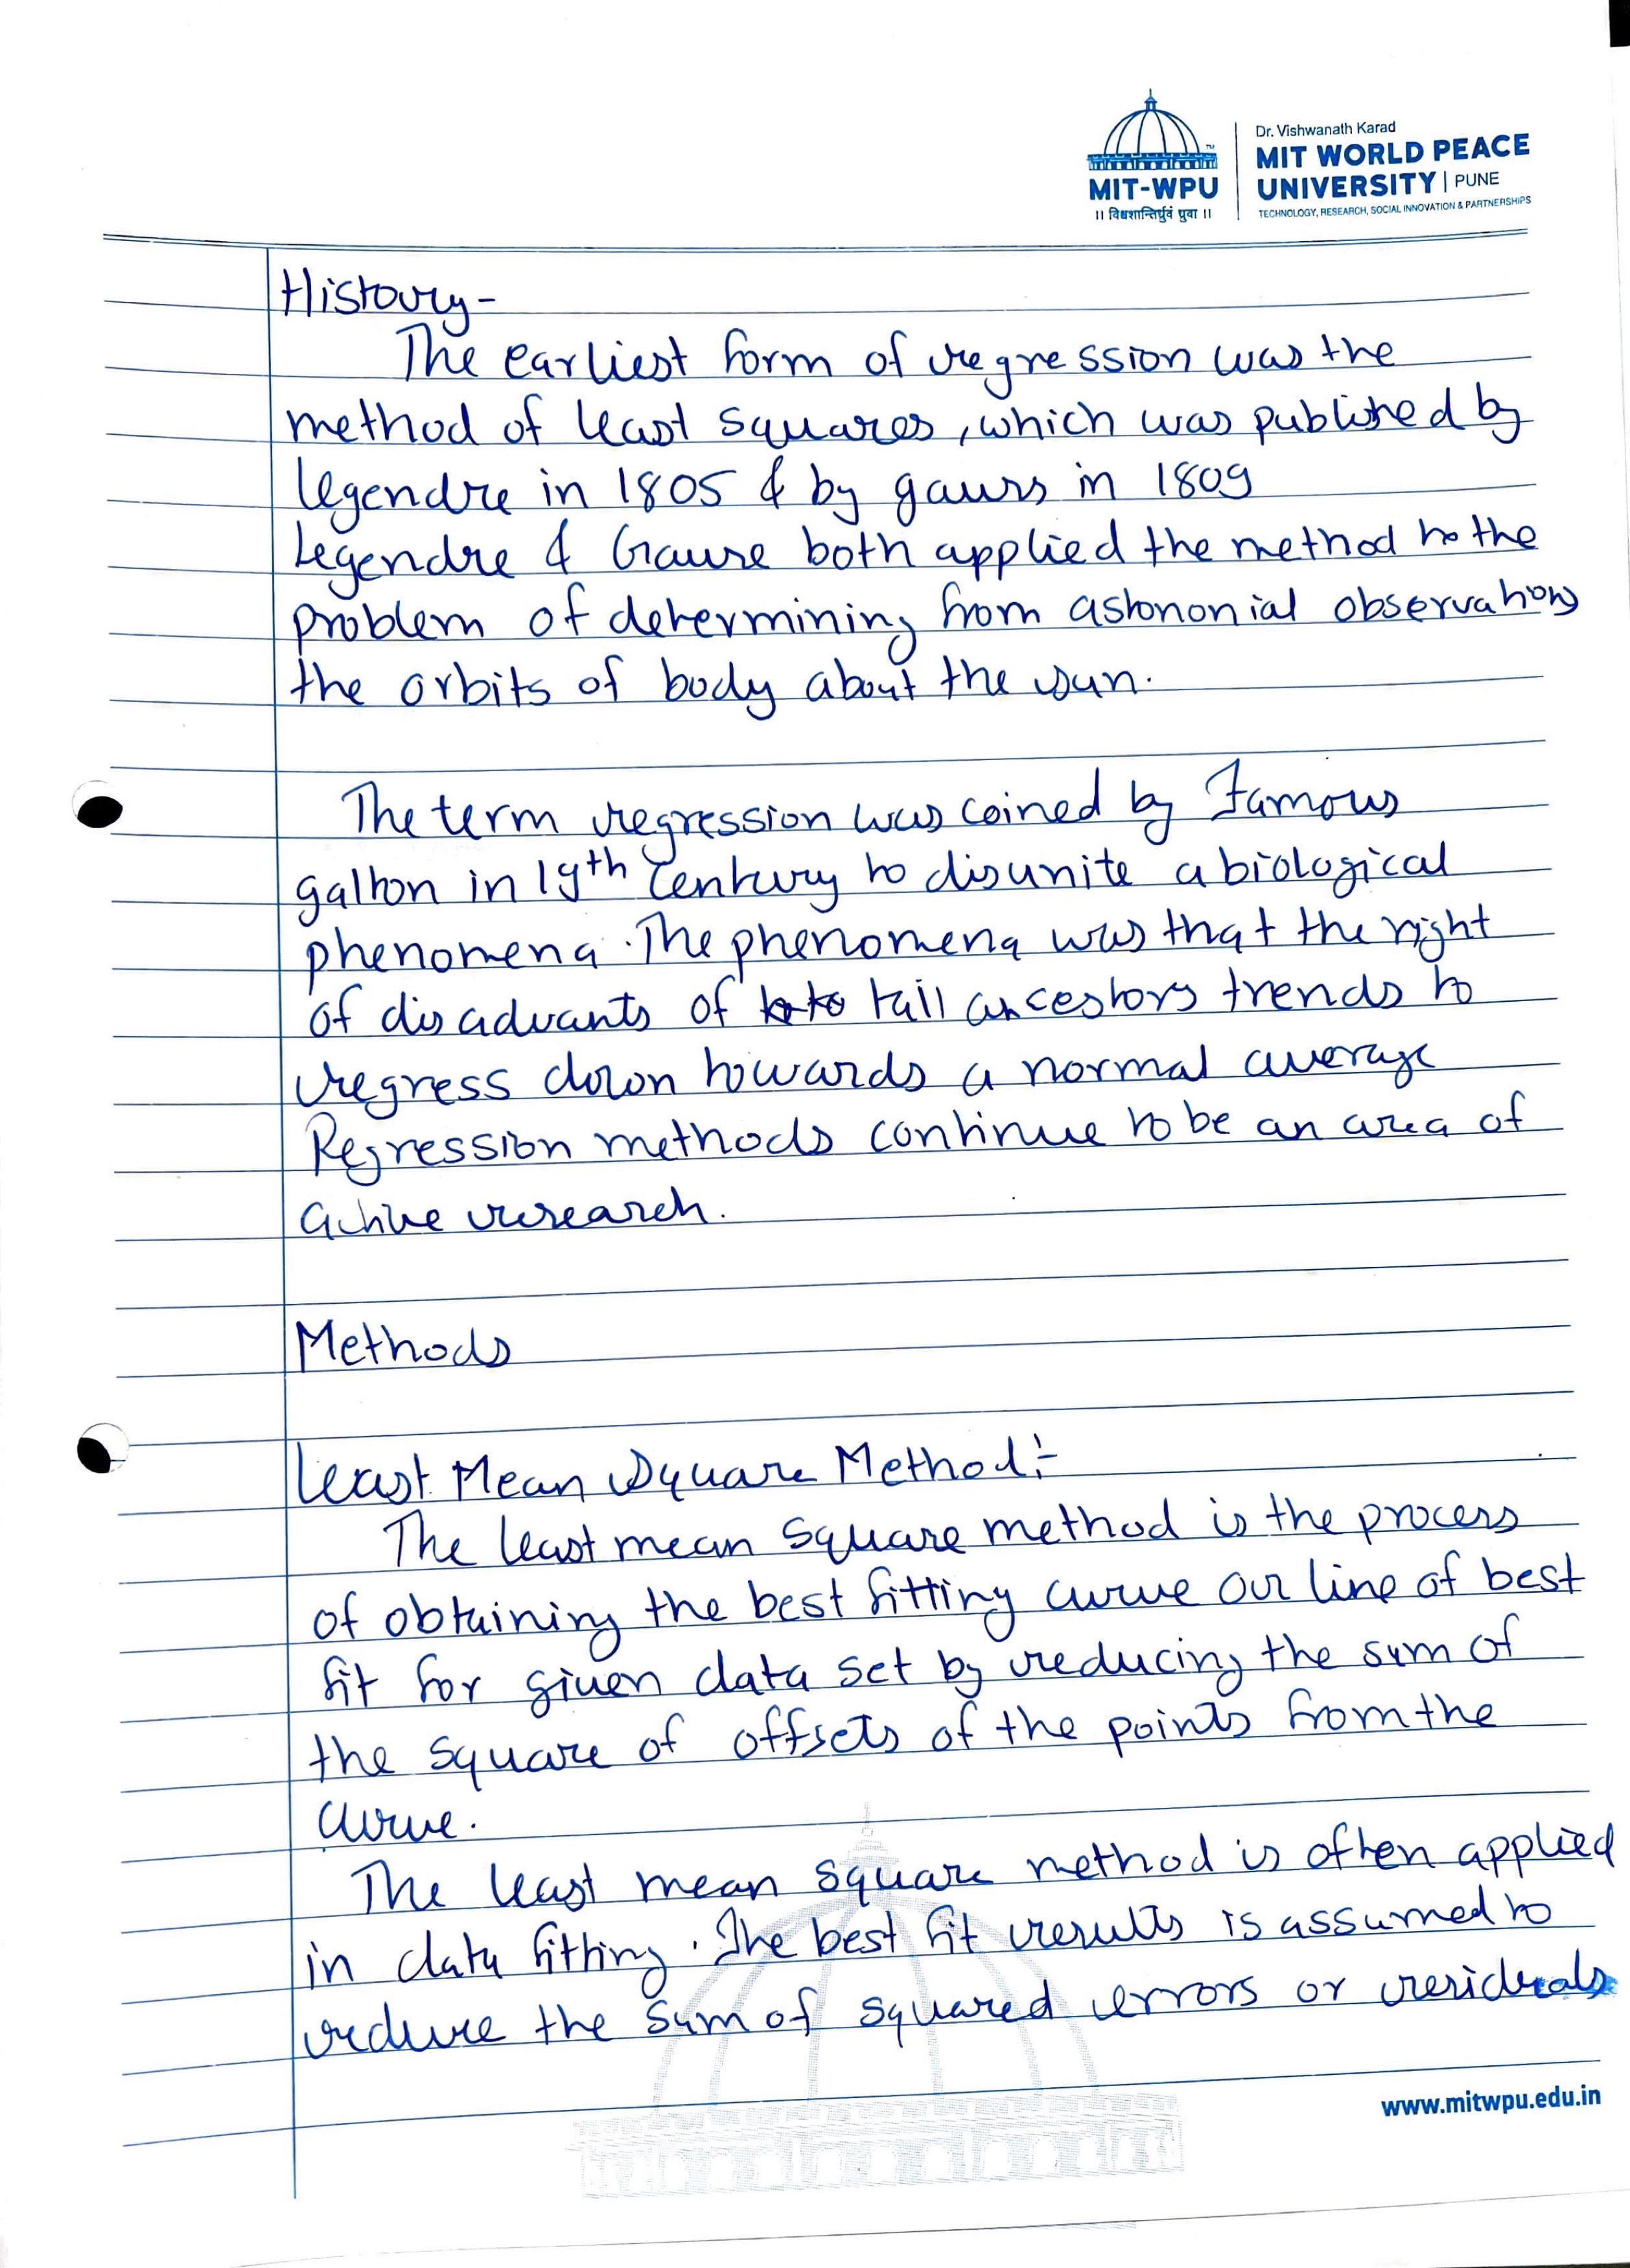 Dr. Vishwanath Karad
MIT WORLD PEACE
UNIVERSITY | PUNE
TECHNOLOGY, RESEARCH, SOCIAL INNOVATION & PARTNERSHIPS
MIT-WPU
TM
॥ विश्वशान्तिर्ध्रुवं ध्रुवा ॥
History-
The earliest form of regression was the
method of least squares, which was published by
legendre in 1805 & by gauss in 1809
Legendre & Gause both applied the method to the
problem of determining from astononial observations
the orbits of body about the sun.
The term regression was coined by Famous
galton in 19th Century to disunite a biological
phenomena. The phenomena was that the right
of disadvants of to tall ancestors trends to
regress down towards a normal average
Regression methods continue to be an area of
active research.
Methods
Least Mean Square Method:-
The least mean square method is the process
of obtaining the best fitting curve our line of best
fit for given data set by reducing the sum of
the square of offsets of the points from the
curve.
The least mean square method is often applied
in data fitting. The best fit results is assumed to
reduce the sum of squared errors or residuals
www.mitwpu.edu.in